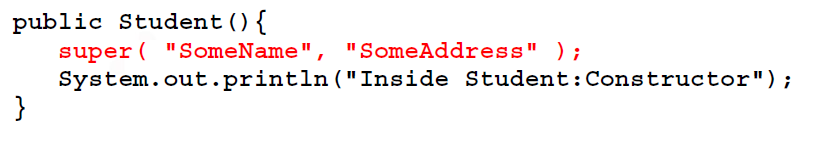 public Student(){
super( "SomeName", "SomeAddress" );
System.out.println("Inside Student:Constructor");
}